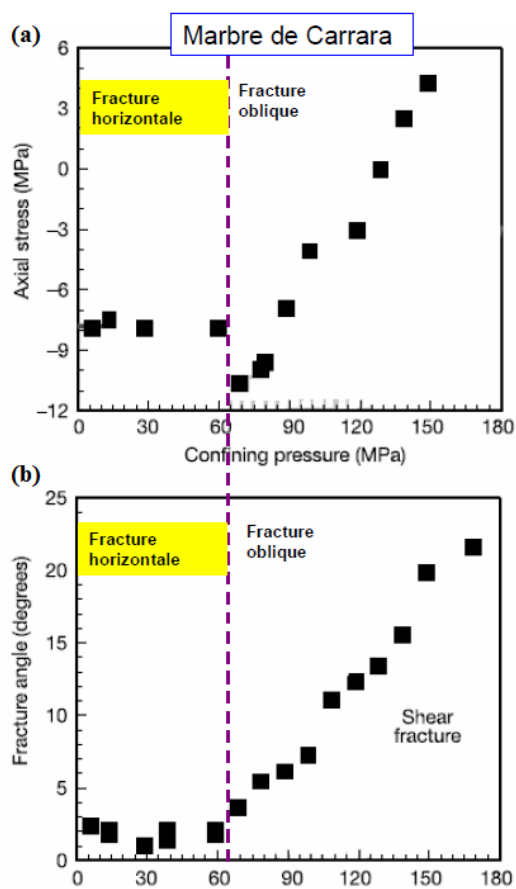 Marbre de Carrara
(a)
6
3
0
−3
−6
−9
−12
Axial stress (MPa)
Fracture
horizontale
Fracture
oblique
0 30 60 90 120 150 180
Confining pressure (MPa)
(b)
25
20
15
10
5
0
Fracture angle (degrees)
Fracture
horizontale
Fracture
oblique
Shear
fracture
0 30 60 90 120 150 180